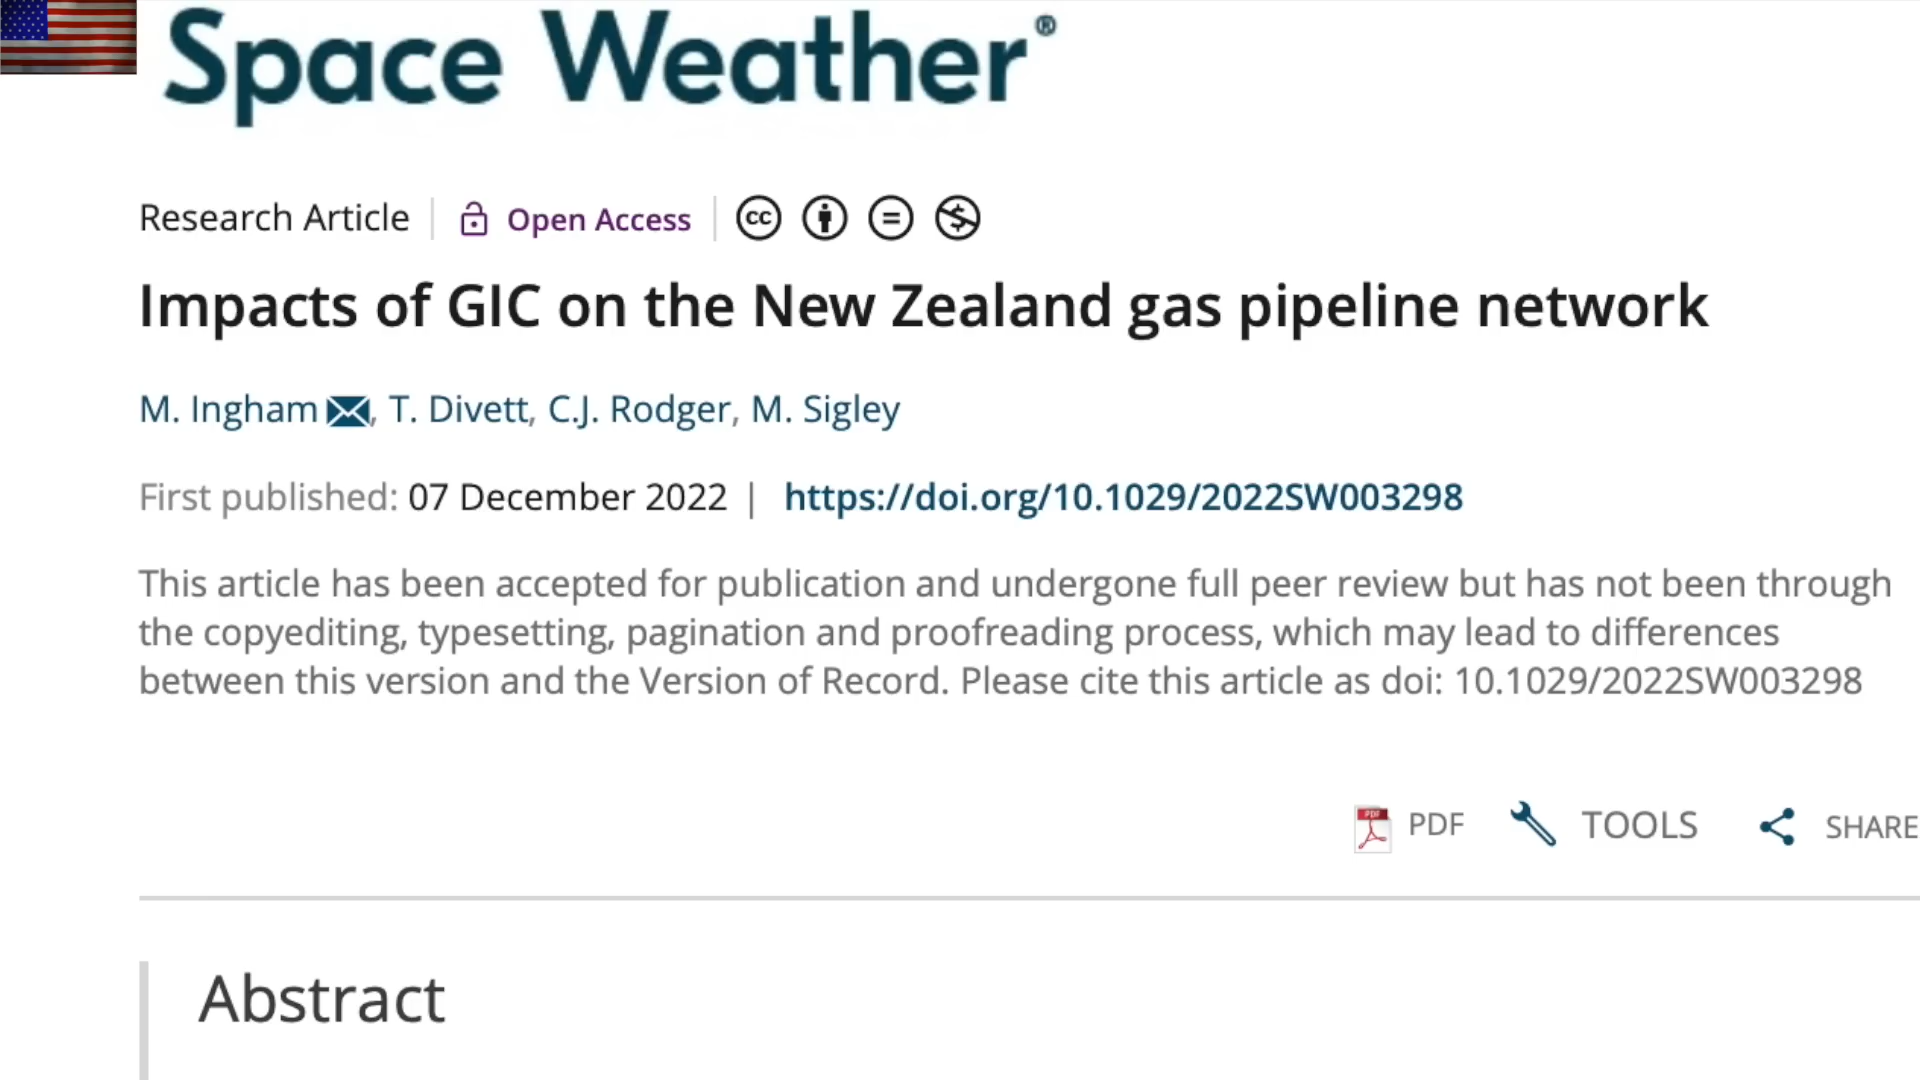 Space Weather®
Research Article | Open Access | cc
Impacts of GIC on the New Zealand gas pipeline network
M. Ingham, T. Divett, C.J. Rodger, M. Sigley
First published: 07 December 2022 | https://doi.org/10.1029/2022SW003298
This article has been accepted for publication and undergone full peer review but has not been through
the copyediting, typesetting, pagination and proofreading process, which may lead to differences
between this version and the Version of Record. Please cite this article as doi: 10.1029/2022SW003298
PDF PDF TOOLS SHARE
Abstract